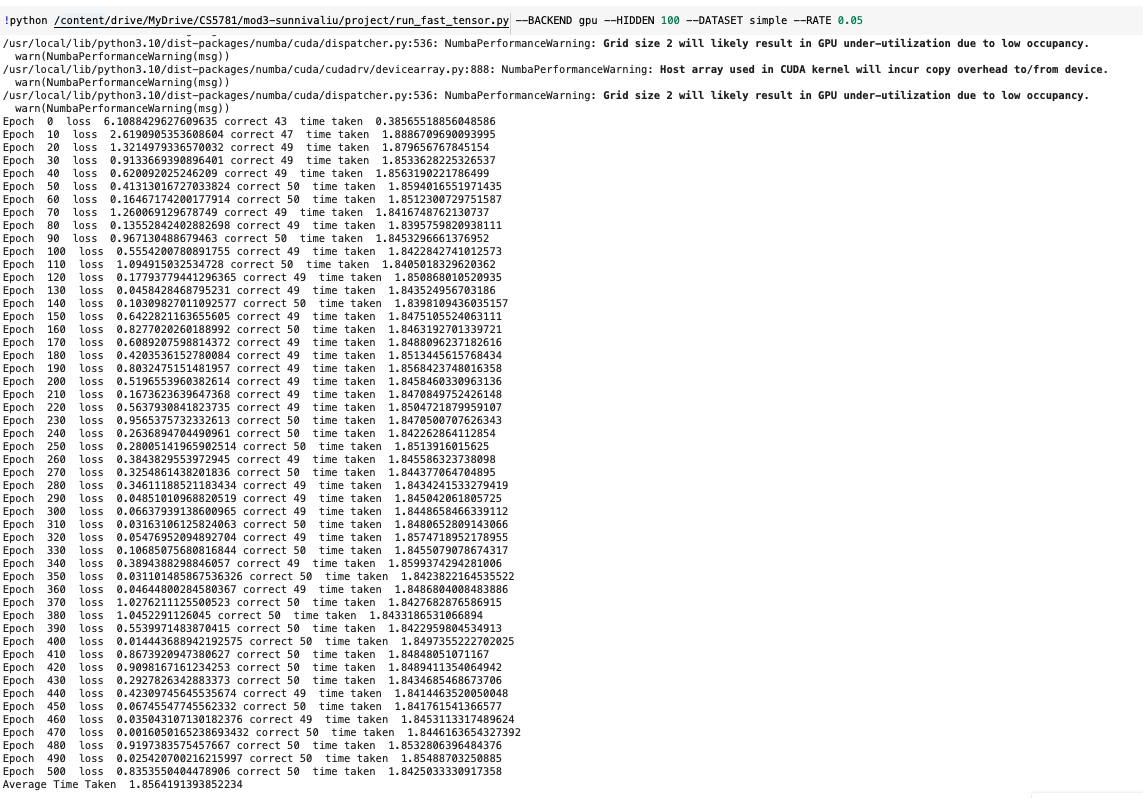 !python /content/drive/MyDrive/CS5781/mod3-sunnivaliu/project/run_fast_tensor.py --BACKEND gpu --HIDDEN 100 --DATASET simple --RATE 0.05
/usr/local/lib/python3.10/dist-packages/numba/cuda/dispatcher.py:536: NumbaPerformanceWarning: Grid size 2 will likely result in GPU under-utilization due to low occupancy.
warn(NumbaPerformanceWarning(msg))
/usr/local/lib/python3.10/dist-packages/numba/cuda/cudadrv/devicearray.py:888: NumbaPerformanceWarning: Host array used in CUDA kernel will incur copy overhead to/from device.
warn(NumbaPerformanceWarning(msg))
/usr/local/lib/python3.10/dist-packages/numba/cuda/dispatcher.py:536: NumbaPerformanceWarning: Grid size 2 will likely result in GPU under-utilization due to low occupancy.
warn(NumbaPerformanceWarning(msg))
Epoch 0 loss 6.1088429627609635 correct 43 time taken 0.38565518856048586
Epoch 10 loss 2.6190905353608604 correct 47 time taken 1.8886709690093995
Epoch 20 loss 1.3214979336570032 correct 49 time taken 1.879656767845154
Epoch 30 loss 0.9133669390896401 correct 49 time taken 1.8533628225326537
Epoch 40 loss 0.620092025246209 correct 49 time taken 1.8563190221786499
Epoch 50 loss 0.41313016727033824 correct 50 time taken 1.8594016551971435
Epoch 60 loss 0.16467174200177914 correct 50 time taken 1.8512300729751587
Epoch 70 loss 1.260069129678749 correct 49 time taken 1.8416748762130737
Epoch 80 loss 0.13552842402882698 correct 49 time taken 1.8395759820938111
Epoch 90 loss 0.967130488679463 correct 50 time taken 1.8453296661376952
Epoch 100 loss 0.5554200780891755 correct 49 time taken 1.8422842741012573
Epoch 110 loss 1.094915032534728 correct 50 time taken 1.8405018329620362
Epoch 120 loss 0.17793779441296365 correct 49 time taken 1.850868010520935
Epoch 130 loss 0.0458428468795231 correct 49 time taken 1.843524956703186
Epoch 140 loss 0.10309827011092577 correct 50 time taken 1.8398109436035157
Epoch 150 loss 0.6422821163655605 correct 49 time taken 1.8475105524063111
Epoch 160 loss 0.8277020260188992 correct 50 time taken 1.8463192701339721
Epoch 170 loss 0.6089207598814372 correct 49 time taken 1.8488096237182616
Epoch 180 loss 0.4203536152780084 correct 49 time taken 1.8513445615768434
Epoch 190 loss 0.8032475151481957 correct 49 time taken 1.8568423748016358
Epoch 200 loss 0.5196553960382614 correct 49 time taken 1.8458460330963136
Epoch 210 loss 0.1673623639647368 correct 49 time taken 1.8470849752426148
Epoch 220 loss 0.5637930841823735 correct 49 time taken 1.8504721879959107
Epoch 230 loss 0.9565375732332613 correct 50 time taken 1.8470500707626343
Epoch 240 loss 0.2636894704490961 correct 50 time taken 1.842262864112854
Epoch 250 loss 0.28005141965902514 correct 50 time taken 1.8513916015625
Epoch 260 loss 0.3843829553972945 correct 49 time taken 1.845586323738098
Epoch 270 loss 0.3254861438201836 correct 50 time taken 1.844377064704895
Epoch 280 loss 0.34611188521183434 correct 49 time taken 1.8434241533279419
Epoch 290 loss 0.04851010968820519 correct 49 time taken 1.845042061805725
Epoch 300 loss 0.06637939138600965 correct 49 time taken 1.8448658466339112
Epoch 310 loss 0.03163106125824063 correct 50 time taken 1.8480652809143066
Epoch 320 loss 0.05476952094892704 correct 49 time taken 1.8574718952178955
Epoch 330 loss 0.10685075680816844 correct 50 time taken 1.8455079078674317
Epoch 340 loss 0.3894388298846057 correct 49 time taken 1.8599374294281006
Epoch 350 loss 0.031101485867536326 correct 50 time taken 1.8423822164535522
Epoch 360 loss 0.04644800284580367 correct 49 time taken 1.8486804008483886
Epoch 370 loss 1.0276211125500523 correct 50 time taken 1.8427682876586915
Epoch 380 loss 1.0452291126045 correct 50 time taken 1.8433186531066894
Epoch 390 loss 0.5539971483870415 correct 50 time taken 1.8422959804534913
Epoch 400 loss 0.014443688942192575 correct 50 time taken 1.8497355222702025
Epoch 410 loss 0.8673920947380627 correct 50 time taken 1.84848051071167
Epoch 420 loss 0.9098167161234253 correct 50 time taken 1.8489411354064942
Epoch 430 loss 0.2927826342883373 correct 50 time taken 1.8434685468673706
Epoch 440 loss 0.42309745645535674 correct 49 time taken 1.8414463520050048
Epoch 450 loss 0.06745547745562332 correct 50 time taken 1.841761541366577
Epoch 460 loss 0.035043107130182376 correct 49 time taken 1.8453113317489624
Epoch 470 loss 0.0016050165238693432 correct 50 time taken 1.8446163654327392
Epoch 480 loss 0.9197383575457667 correct 50 time taken 1.8532806396484376
Epoch 490 loss 0.025420700216215997 correct 50 time taken 1.85488703250885
Epoch 500 loss 0.8353550404478906 correct 50 time taken 1.8425033330917358
Average Time Taken 1.8564191393852234